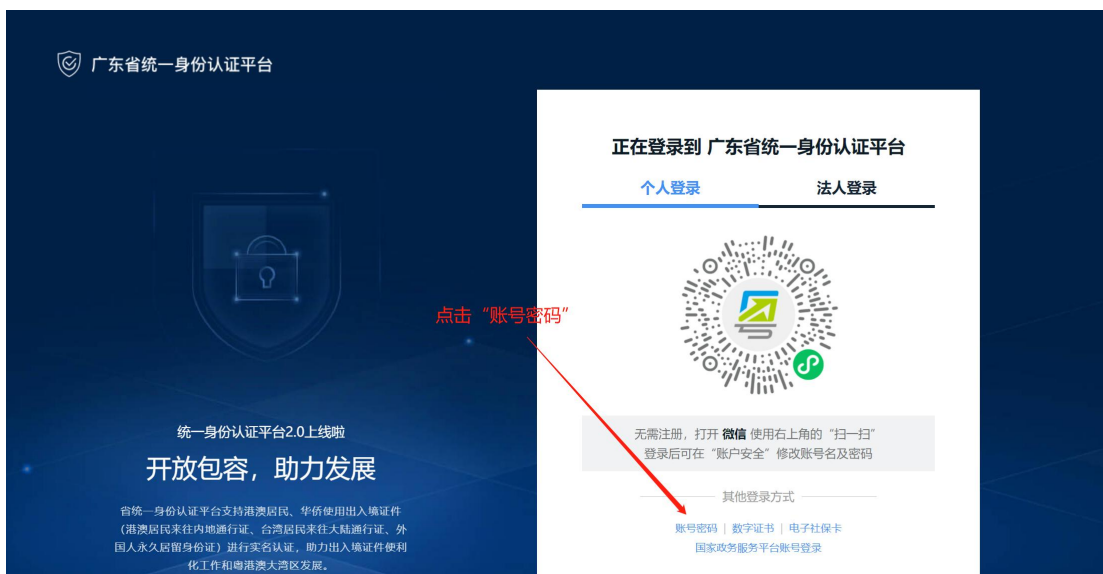 广东省统一身份认证平台
正在登录到 广东省统一身份认证平台
个人登录 法人登录
点击“账号密码”
无需注册，打开 微信 使用右上角的“扫一扫”
登录后可在“账户安全”修改账号名及密码
其他登录方式
账号密码 | 数字证书 | 电子社保卡
国家政务服务平台账号登录
统一身份认证平台2.0上线啦
开放包容，助力发展
省统一身份认证平台支持港澳居民、华侨使用出入境证件
（港澳居民来往内地通行证、台湾居民来往大陆通行证、外
国人永久居留身份证）进行实名认证，助力出入境证件便利
化工作和粤港澳大湾区发展。